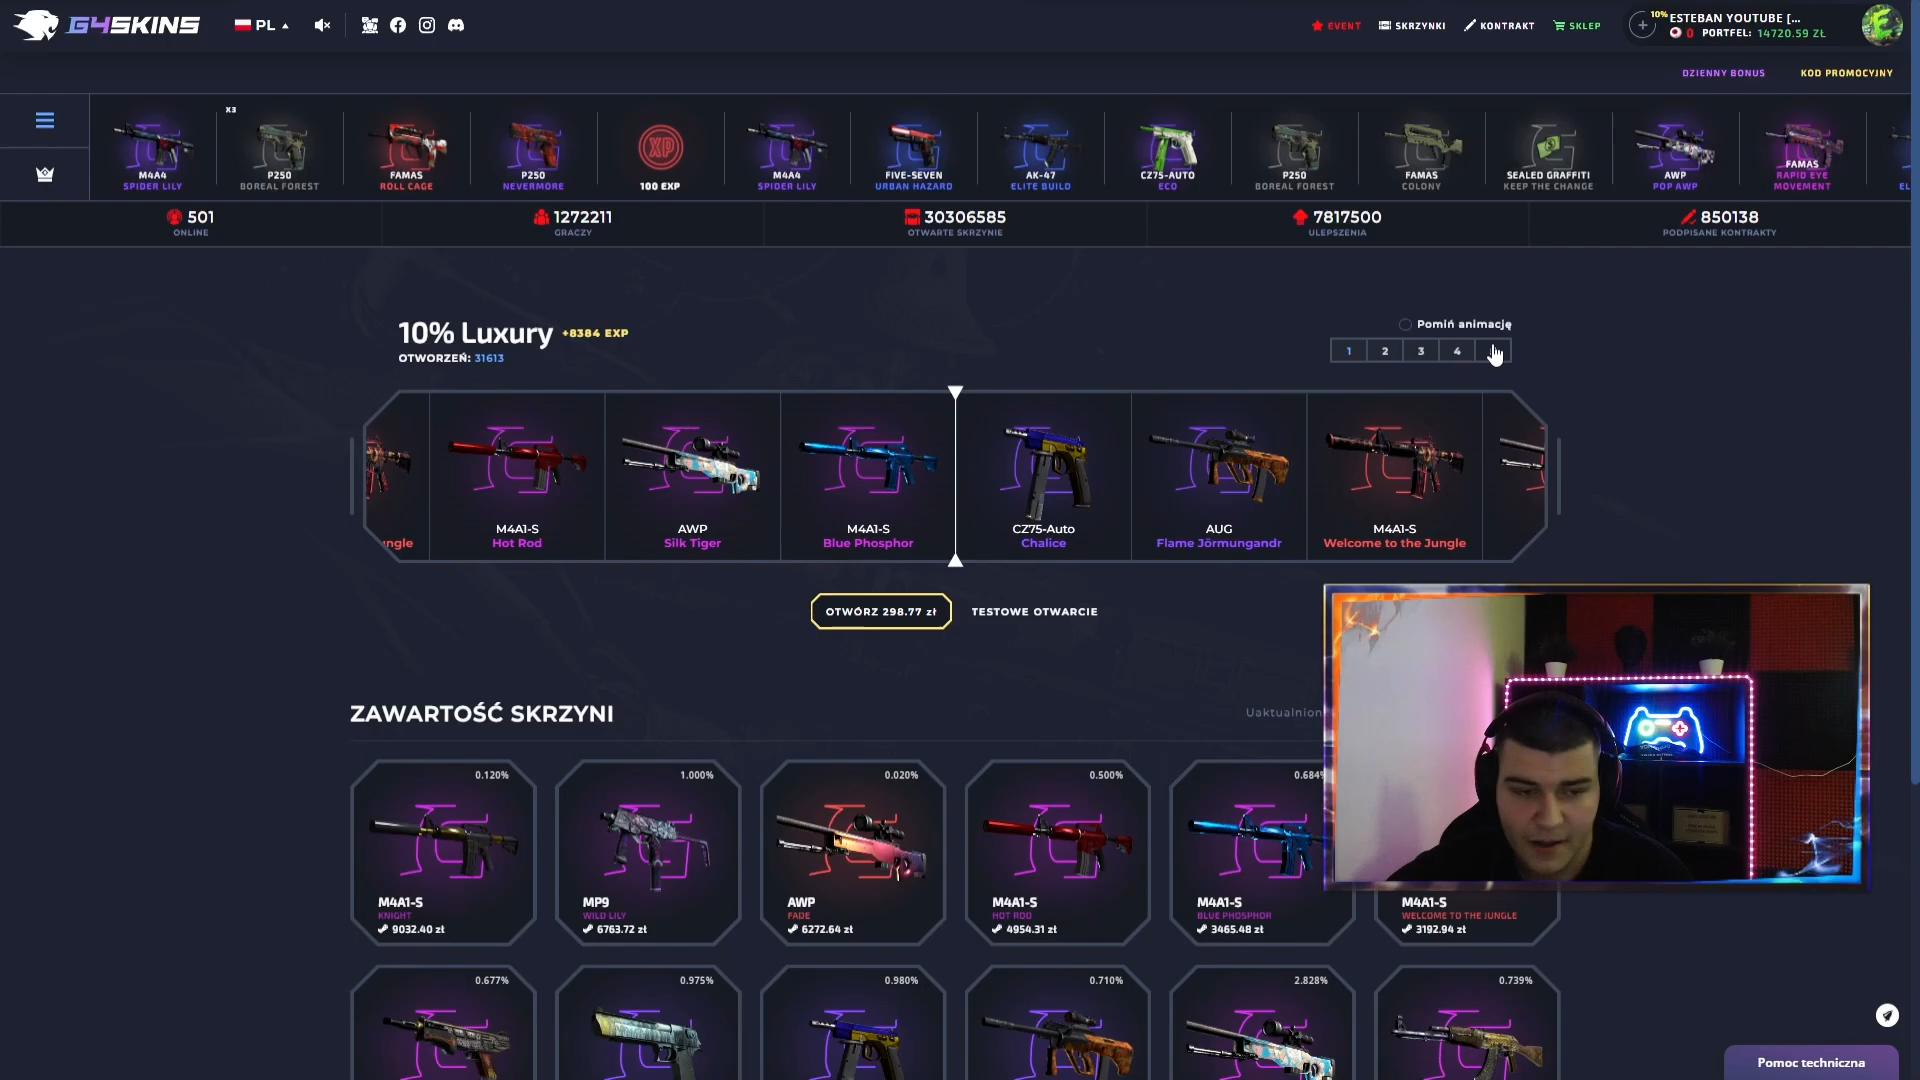 G4SKINS
PL
EVENT
SKRZYNKI
KONTRAKT
SKLEP
10%
ESTEBAN YOUTUBE [...
0 PORTFEL: 14720.59 ZŁ
DZIENNY BONUS
KOD PROMOCYJNY
M4A4
SPIDER LILY
X3
P250
BOREAL FOREST
FAMAS
ROLL CAGE
P250
NEVERMORE
XP
100 EXP
M4A4
SPIDER LILY
FIVE-SEVEN
URBAN HAZARD
AK-47
ELITE BUILD
CZ75-AUTO
ECO
P250
BOREAL FOREST
FAMAS
COLONY
SEALED GRAFFITI
KEEP THE CHANGE
AWP
POP AWP
FAMAS
RAPID EYE
MOVEMENT
EL
501
ONLINE
1272211
GRACZY
30306585
OTWARTE SKRZYNIE
7817500
ULEPSZENIA
850138
PODPISANE KONTRAKTY
10% Luxury +8384 EXP
OTWORZEŃ: 31613
Pomiń animację
1 2 3 4
ungle
M4A1-S
Hot Rod
AWP
Silk Tiger
M4A1-S
Blue Phosphor
CZ75-Auto
Chalice
AUG
Flame Jörmungandr
M4A1-S
Welcome to the Jungle
OTWÓRZ 298.77 zł
TESTOWE OTWARCIE
ZAWARTOŚĆ SKRZYNI
Uaktualnion
0.120%
M4A1-S
KNIGHT
9032.40 zł
1.000%
MP9
WILD LILY
6763.72 zł
0.020%
AWP
FADE
6272.64 zł
0.500%
M4A1-S
HOT ROD
4954.31 zł
0.684%
M4A1-S
BLUE PHOSPHOR
3465.48 zł
M4A1-S
WELCOME TO THE JUNGLE
3192.94 zł
0.677%
0.975%
0.980%
0.710%
2.828%
0.739%
Pomoc techniczna